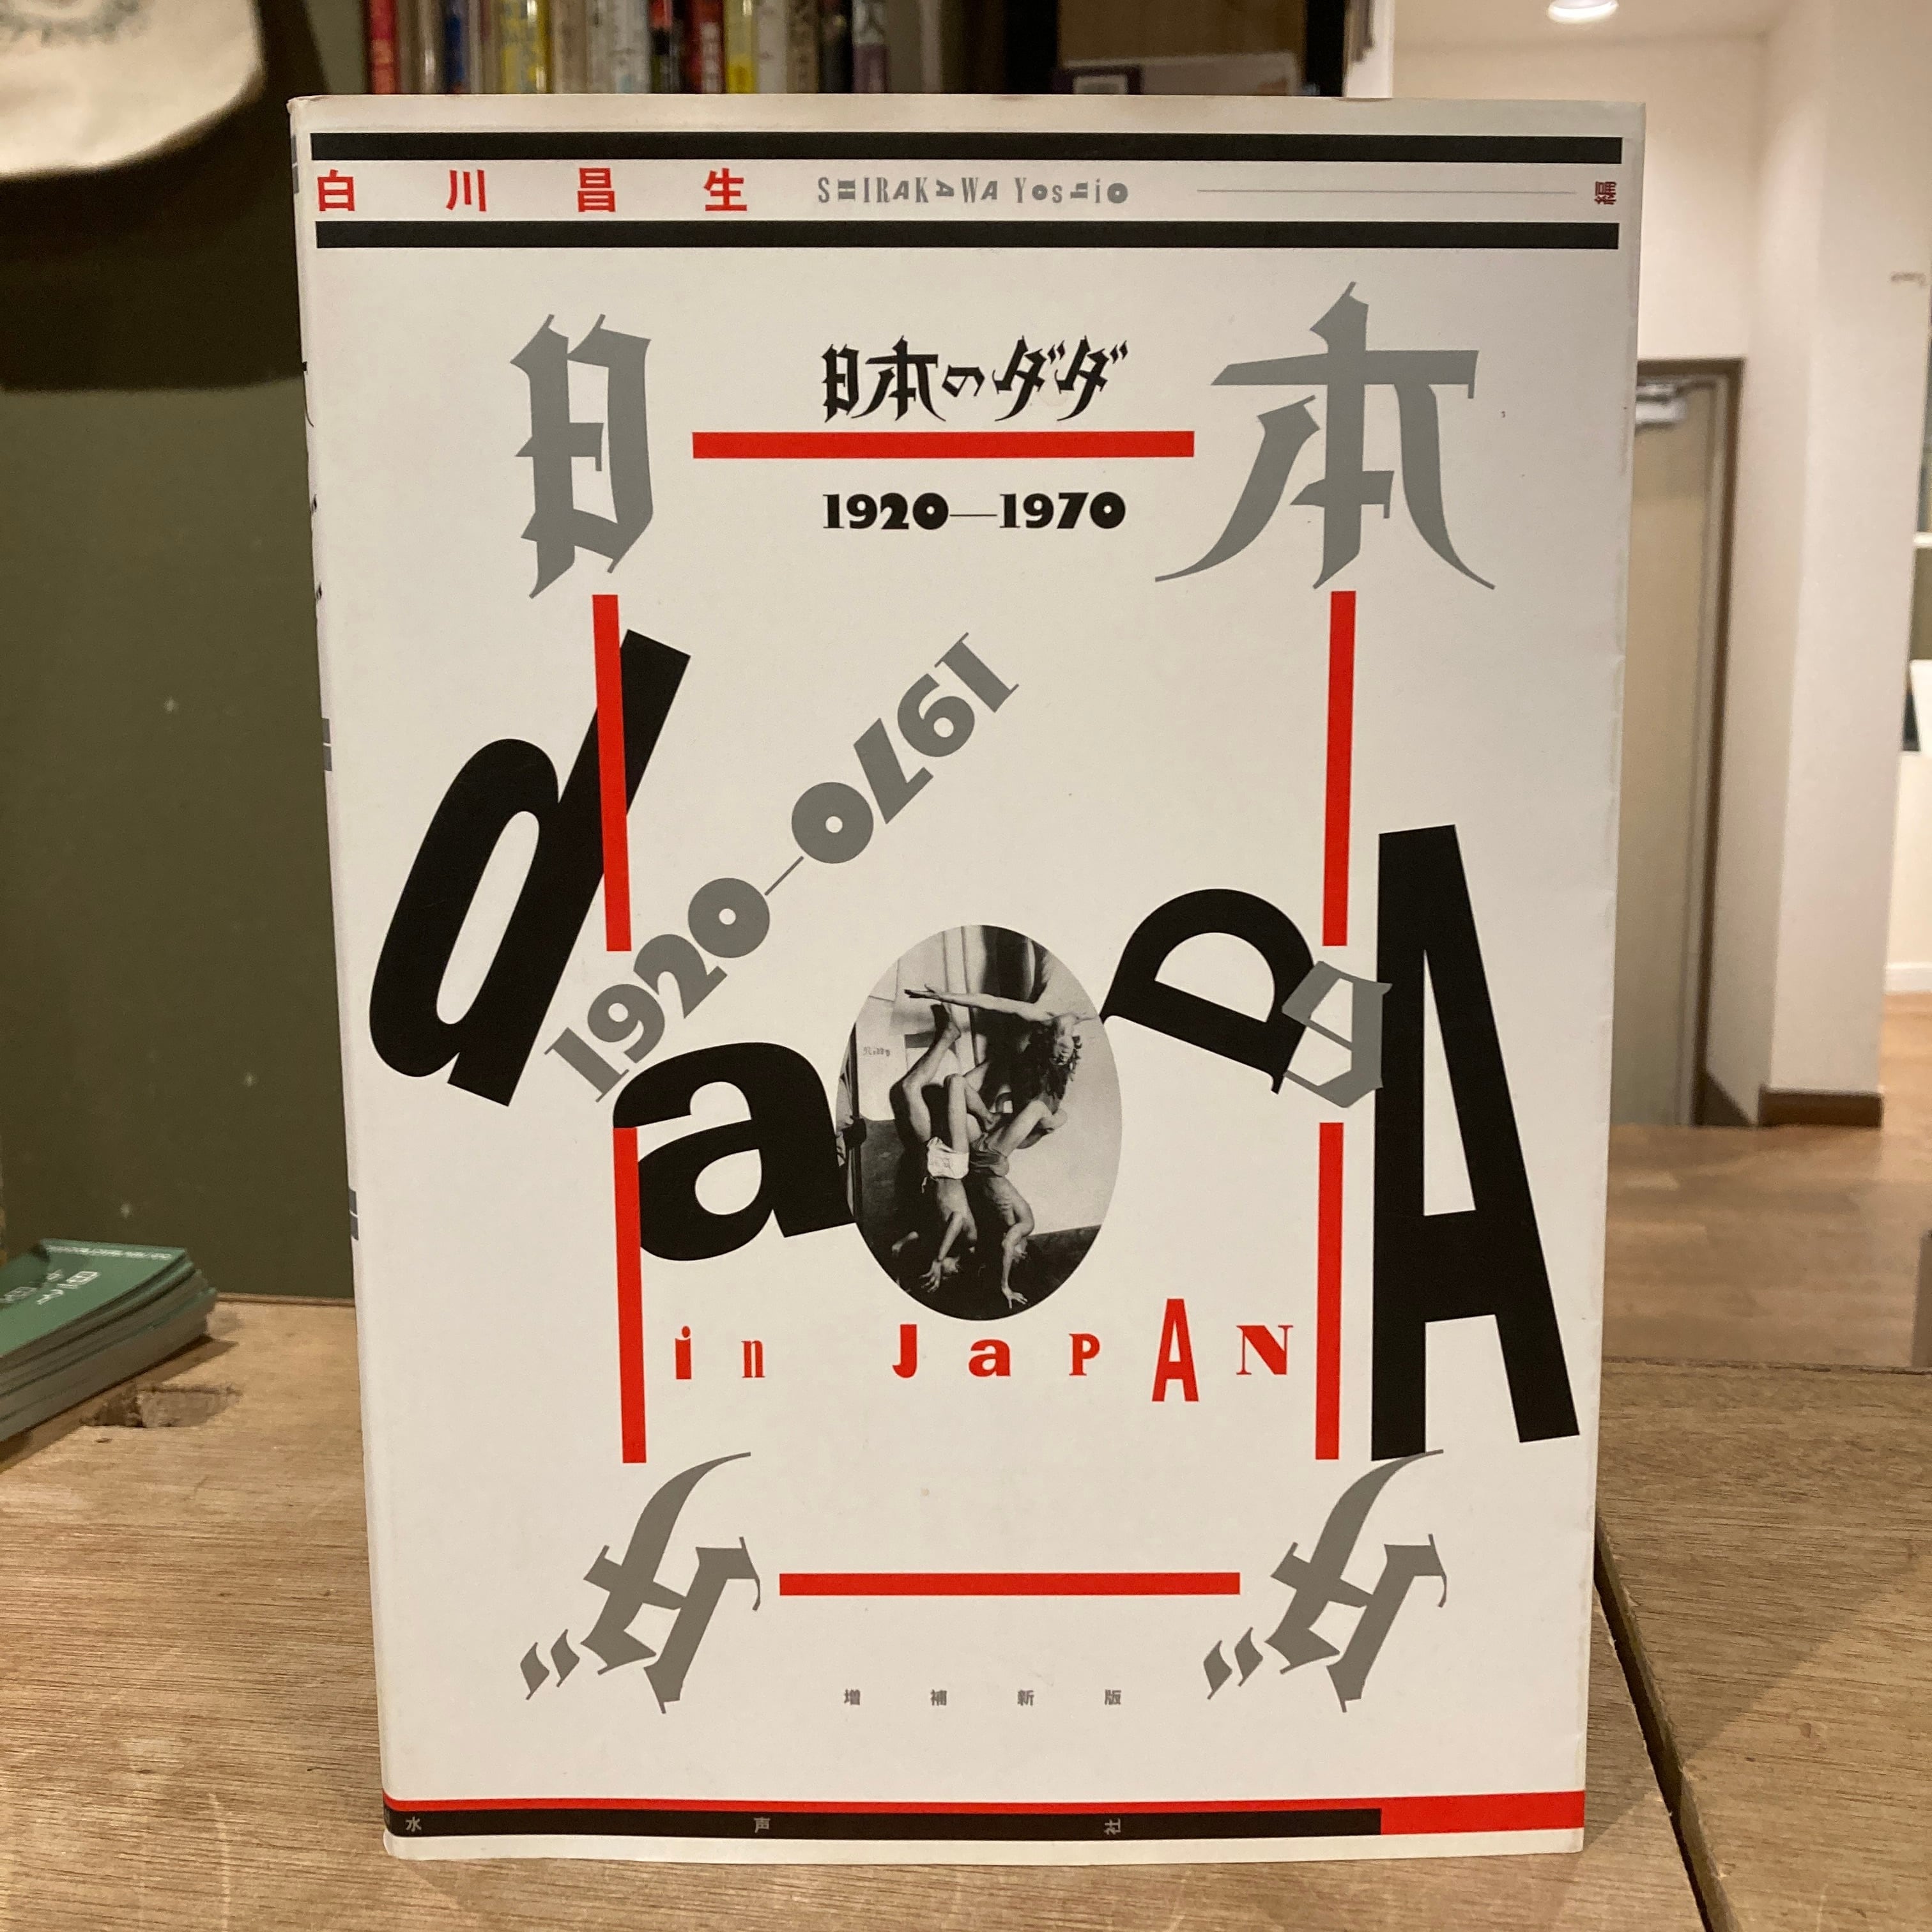 白川昌生 SHIRAKAWA Yoshio 編
日本
日本のダダ
1920—1970
1920—1970
daDA
の
in JaPAN
ダダ
増補新版
水声社